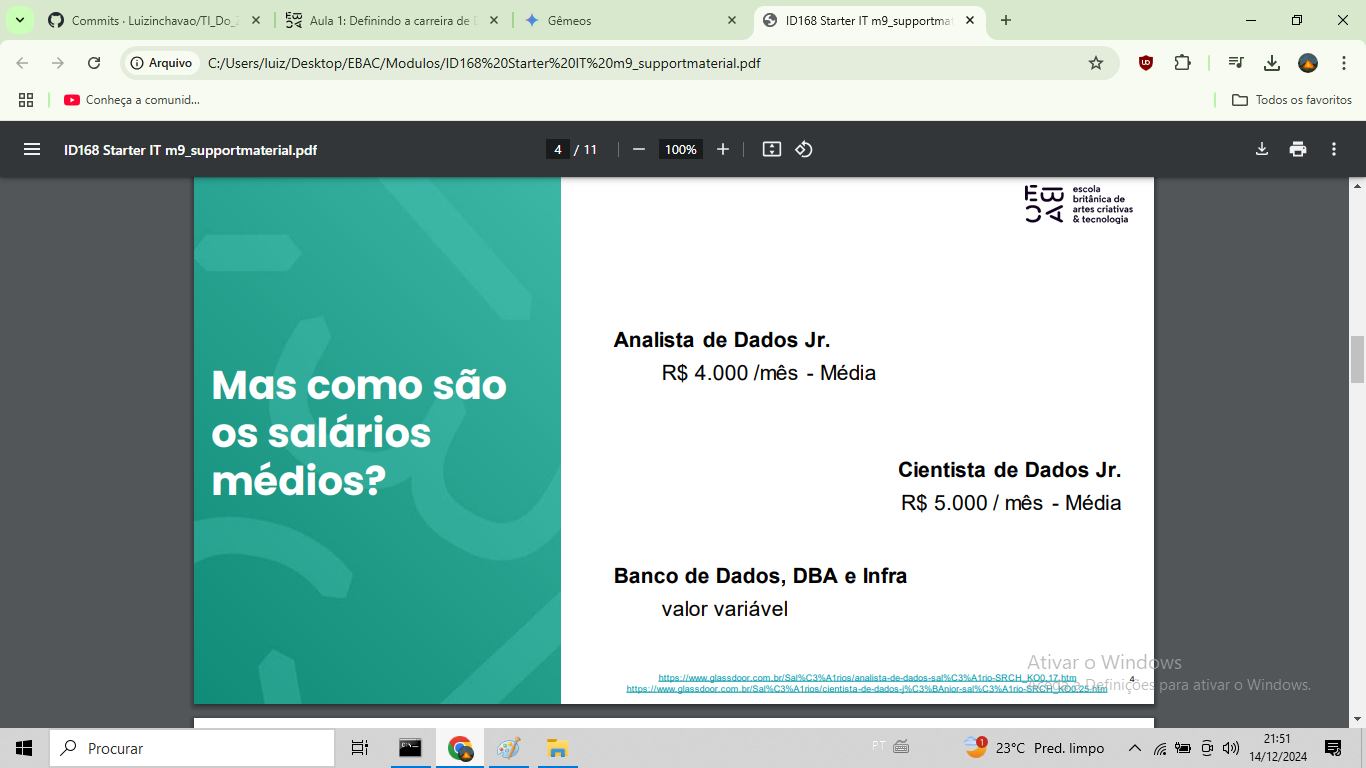 Commits · Luizinchavao/TI_Do_
Aula 1: Definindo a carreira de
Gêmeos
ID168 Starter IT m9_supportmat
Arquivo
C:/Users/luiz/Desktop/EBAC/Modulos/ID168%20Starter%20IT%20m9_supportmaterial.pdf
Conheça a comunid...
Todos os favoritos
ID168 Starter IT m9_supportmaterial.pdf
4 / 11
100%
escola
britânica de
artes criativas
& tecnologia
Mas como são
os salários
médios?
Analista de Dados Jr.
R$ 4.000 /mês - Média
Cientista de Dados Jr.
R$ 5.000 / mês - Média
Banco de Dados, DBA e Infra
valor variável
https://www.glassdoor.com.br/Sal%C3%A1rios/analista-de-dados-sal%C3%A1rio-SRCH_KO0,17.htm
https://www.glassdoor.com.br/Sal%C3%A1rios/cientista-de-dados-j%C3%BAnior-sal%C3%A1rio-SRCH_KO0,25.htm
4
Ativar o Windows
Definições para ativar o Windows.
Procurar
PT
1
23°C Pred. limpo
21:51
14/12/2024